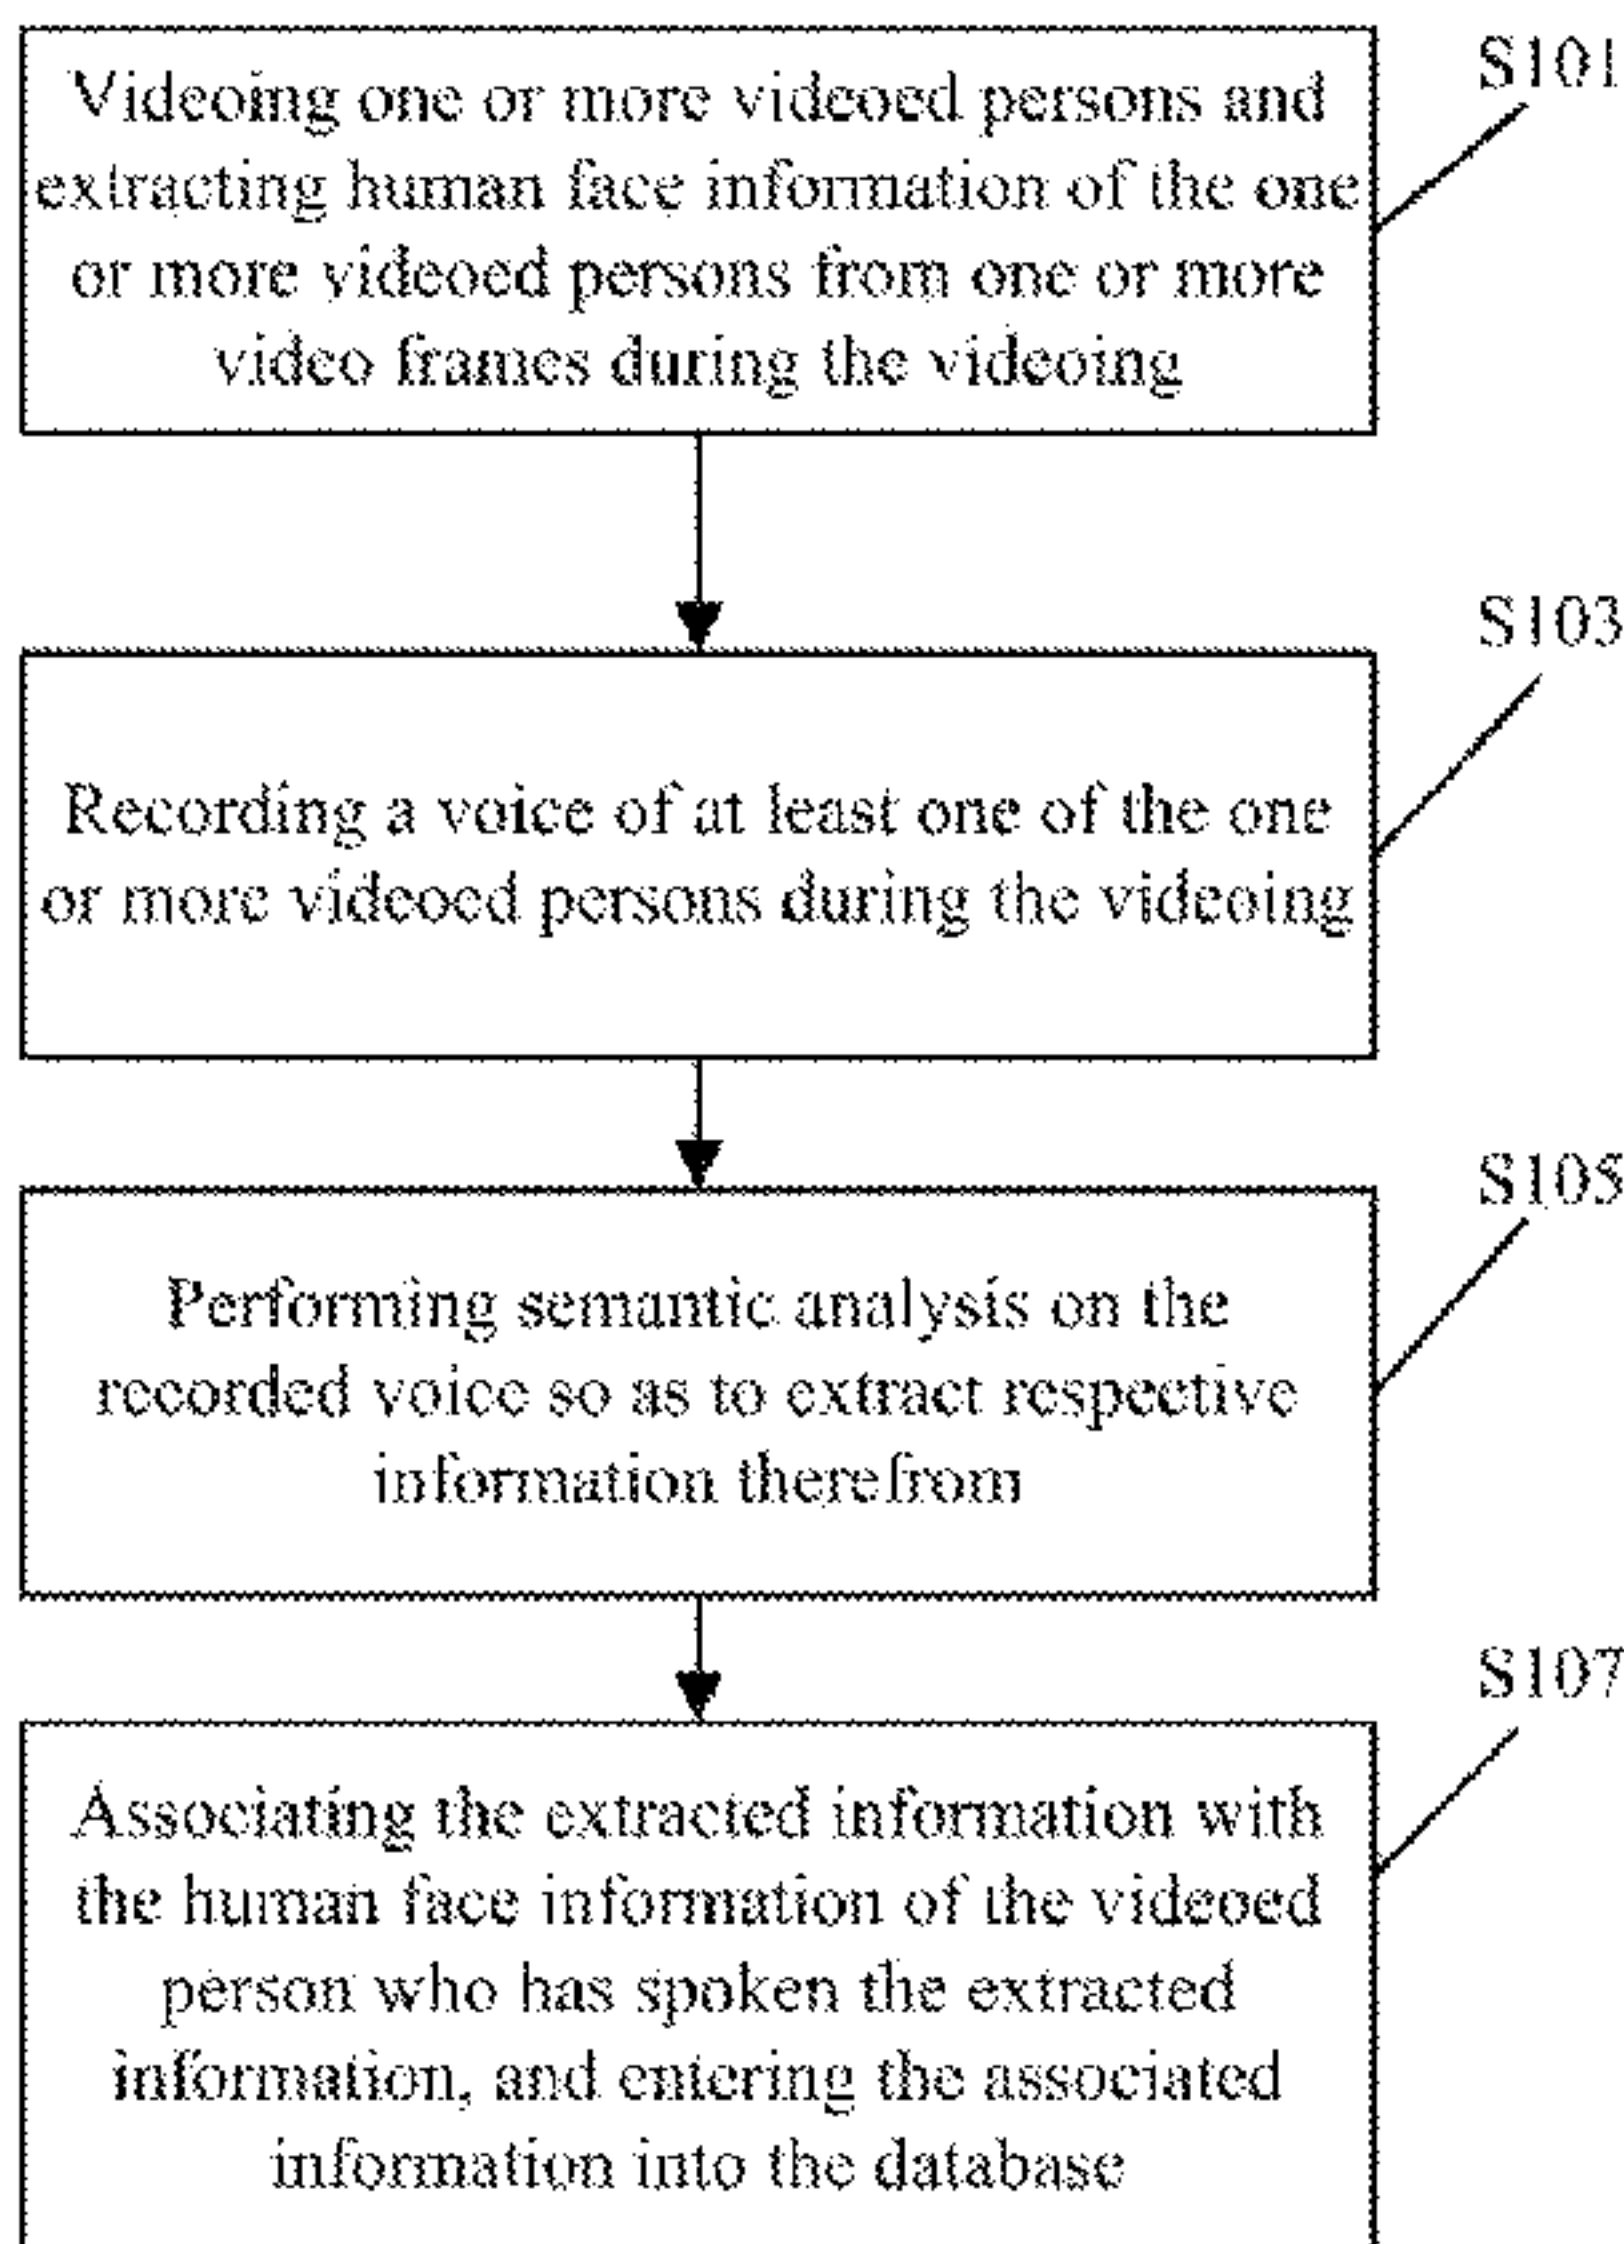 Videoing one or more videoed persons and
extracting human face information of the one
or more videoed persons from one or more
video frames during the videoing
S101
Recording a voice of at least one of the one
or more videoed persons during the videoing
S103
Performing semantic analysis on the
recorded voice so as to extract respective
information therefrom
S105
Associating the extracted information with
the human face information of the videoed
person who has spoken the extracted
information, and entering the associated
information into the database
S107